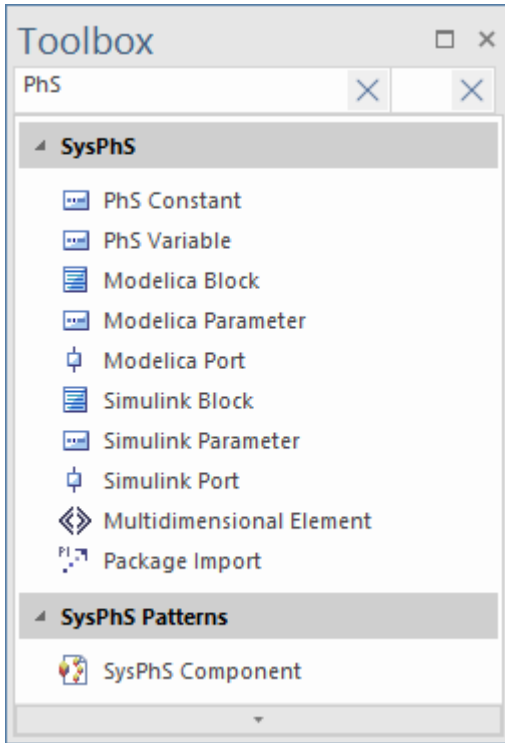 Toolbox
PhS
SysPhS
PhS Constant
PhS Variable
Modelica Block
Modelica Parameter
Modelica Port
Simulink Block
Simulink Parameter
Simulink Port
Multidimensional Element
PI
Package Import
SysPhS Patterns
SysPhS Component